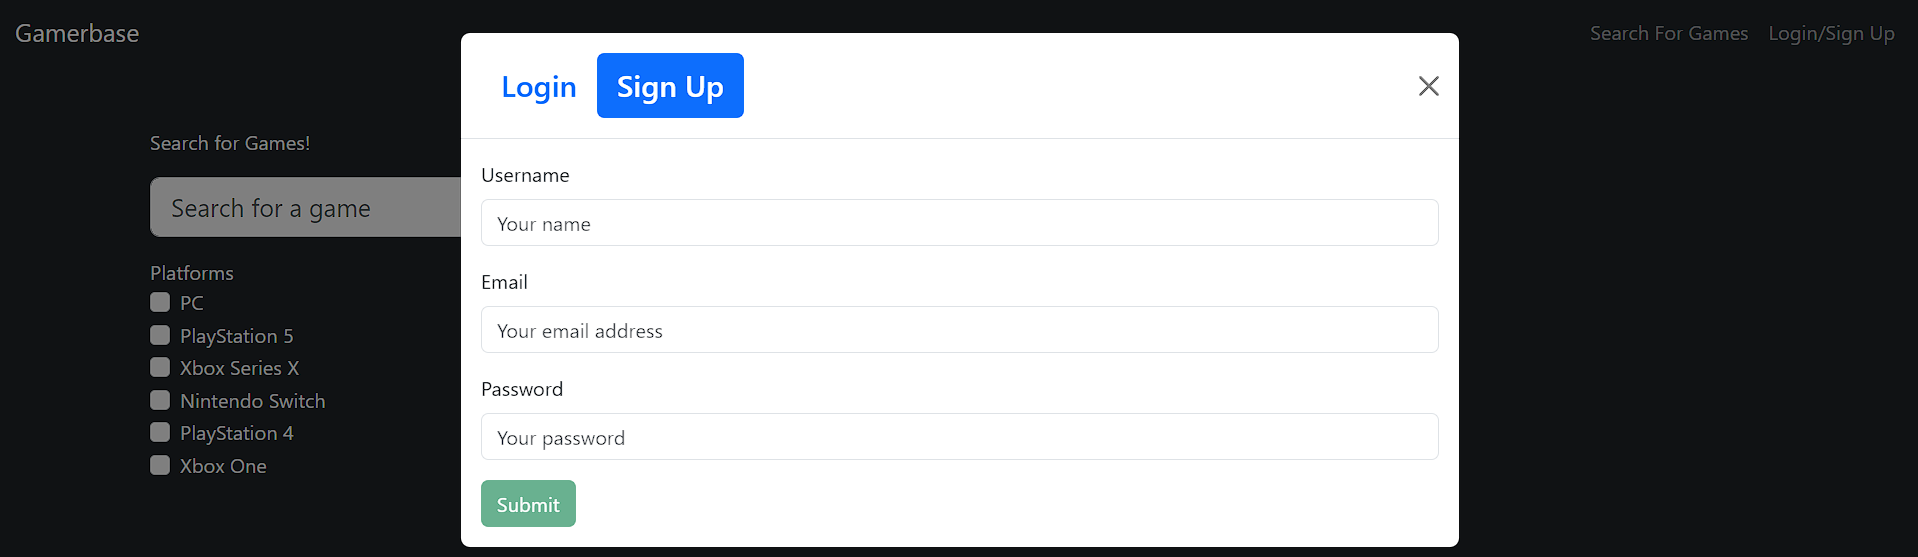 Gamerbase
Search For Games
Login/Sign Up
Login
Sign Up
Search for Games!
Search for a game
Platforms
PC
PlayStation 5
Xbox Series X
Nintendo Switch
PlayStation 4
Xbox One
Username
Your name
Email
Your email address
Password
Your password
Submit